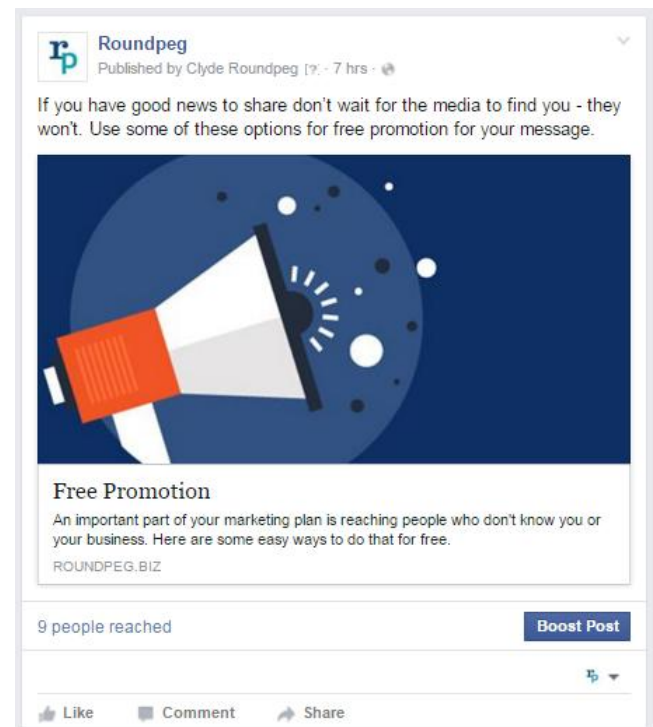 rp
Roundpeg
Published by Clyde Roundpeg [?] · 7 hrs ·
If you have good news to share don't wait for the media to find you - they
won't. Use some of these options for free promotion for your message.
Free Promotion
An important part of your marketing plan is reaching people who don't know you or
your business. Here are some easy ways to do that for free.
ROUNDPEG.BIZ
9 people reached
Boost Post
rp
Like Comment Share